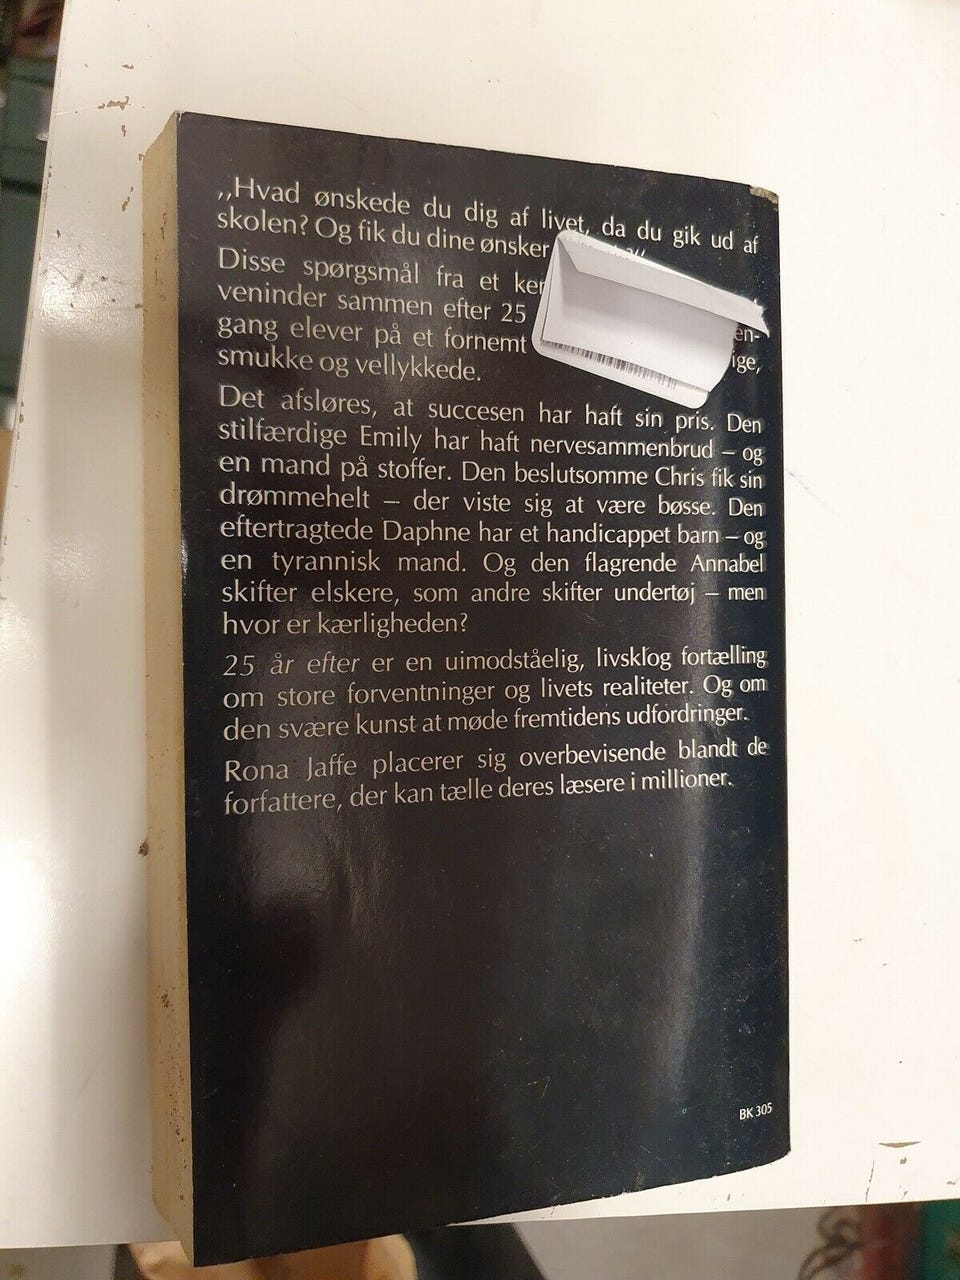 ,,Hvad ønskede du dig af livet, da du gik ud af
skolen? Og fik du dine ønsker
Disse spørgsmål fra et
veninder sammen efter 25
gang elever på et fornemt
smukke og vellykkede.
Det afsløres, at succesen har haft sin pris. Den
stilfærdige Emily har haft nervesammenbrud – og
en mand på stoffer. Den beslutsomme Chris fik sin
drømmehelt – der viste sig at være bøsse. Den
eftertragtede Daphne har et handicappet barn – og
en tyrannisk mand. Og den flagrende Annabel
skifter elskere, som andre skifter undertøj – men
hvor er kærligheden?
25 år efter er en uimodståelig, livsklog fortælling
om store forventninger og livets realiteter. Og om
den svære kunst at møde fremtidens udfordringer.
Rona Jaffe placerer sig overbevisende blandt de
forfattere, der kan tælle deres læsere i millioner.
BK 305